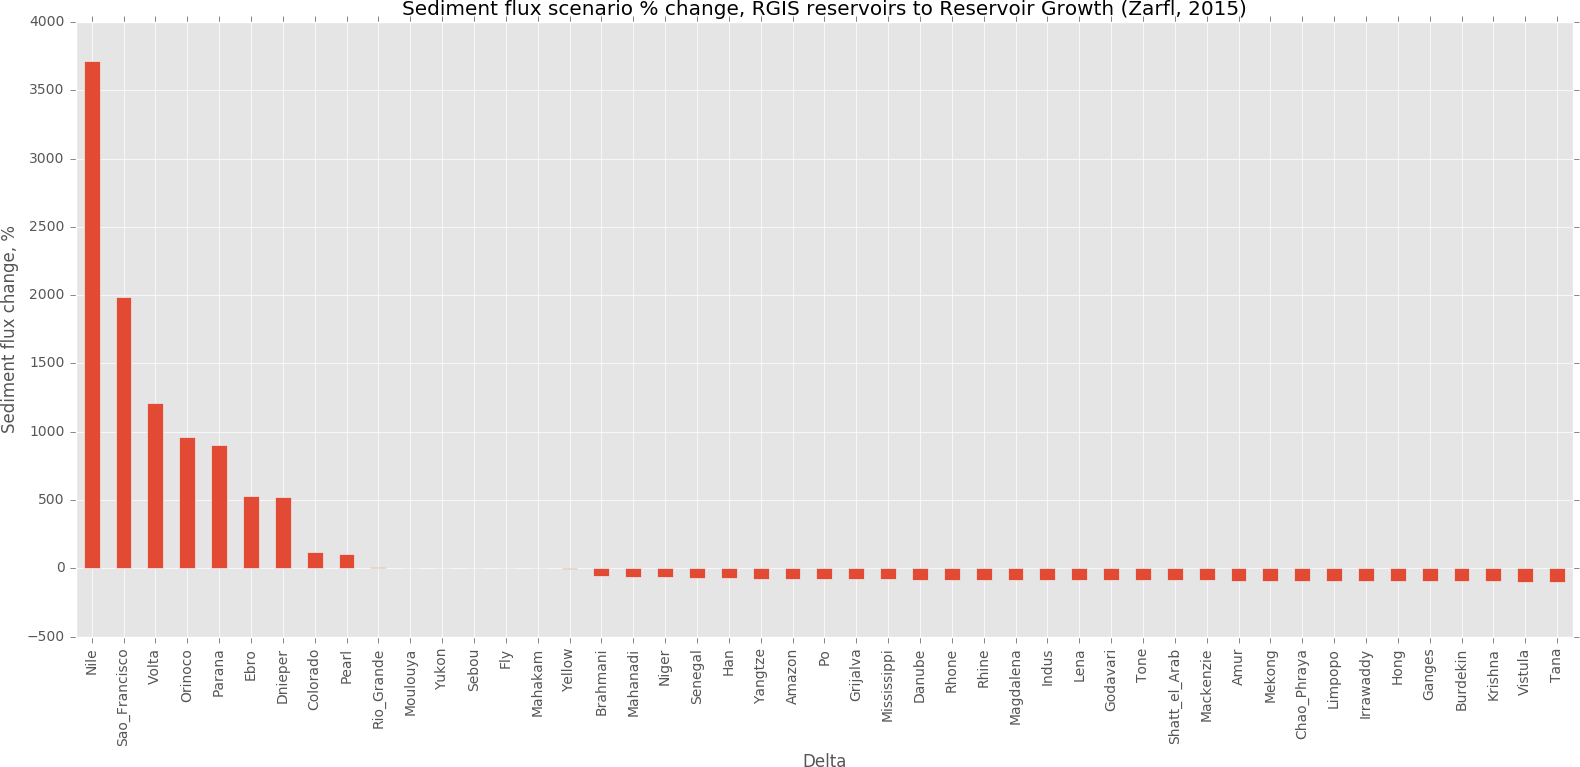 Sediment flux scenario % change, RGIS reservoirs to Reservoir Growth (Zarfl, 2015)
4000
3500
3000
2500
2000
1500
1000
500
0
−500
Sediment flux change, %
Nile
Sao_Francisco
Volta
Orinoco
Parana
Ebro
Dnieper
Colorado
Pearl
Rio_Grande
Moulouya
Yukon
Sebou
Fly
Mahakam
Yellow
Brahmani
Mahanadi
Niger
Senegal
Han
Yangtze
Amazon
Po
Grijalva
Mississippi
Danube
Rhone
Rhine
Magdalena
Indus
Lena
Godavari
Tone
Shatt_el_Arab
Mackenzie
Amur
Mekong
Chao_Phraya
Limpopo
Irrawaddy
Hong
Ganges
Burdekin
Krishna
Vistula
Tana
Delta